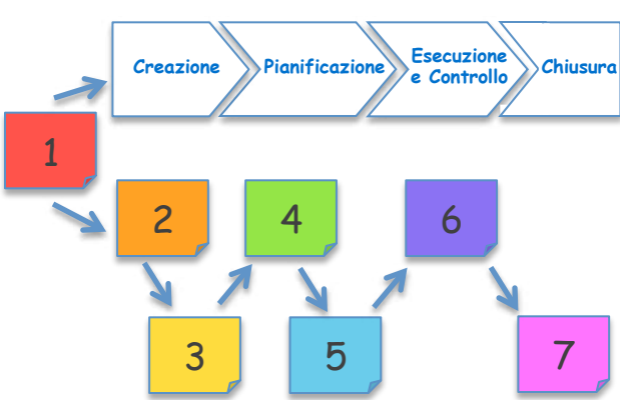 Creazione
Pianificazione
Esecuzione
e Controllo
Chiusura
1
2
4
6
3
5
7